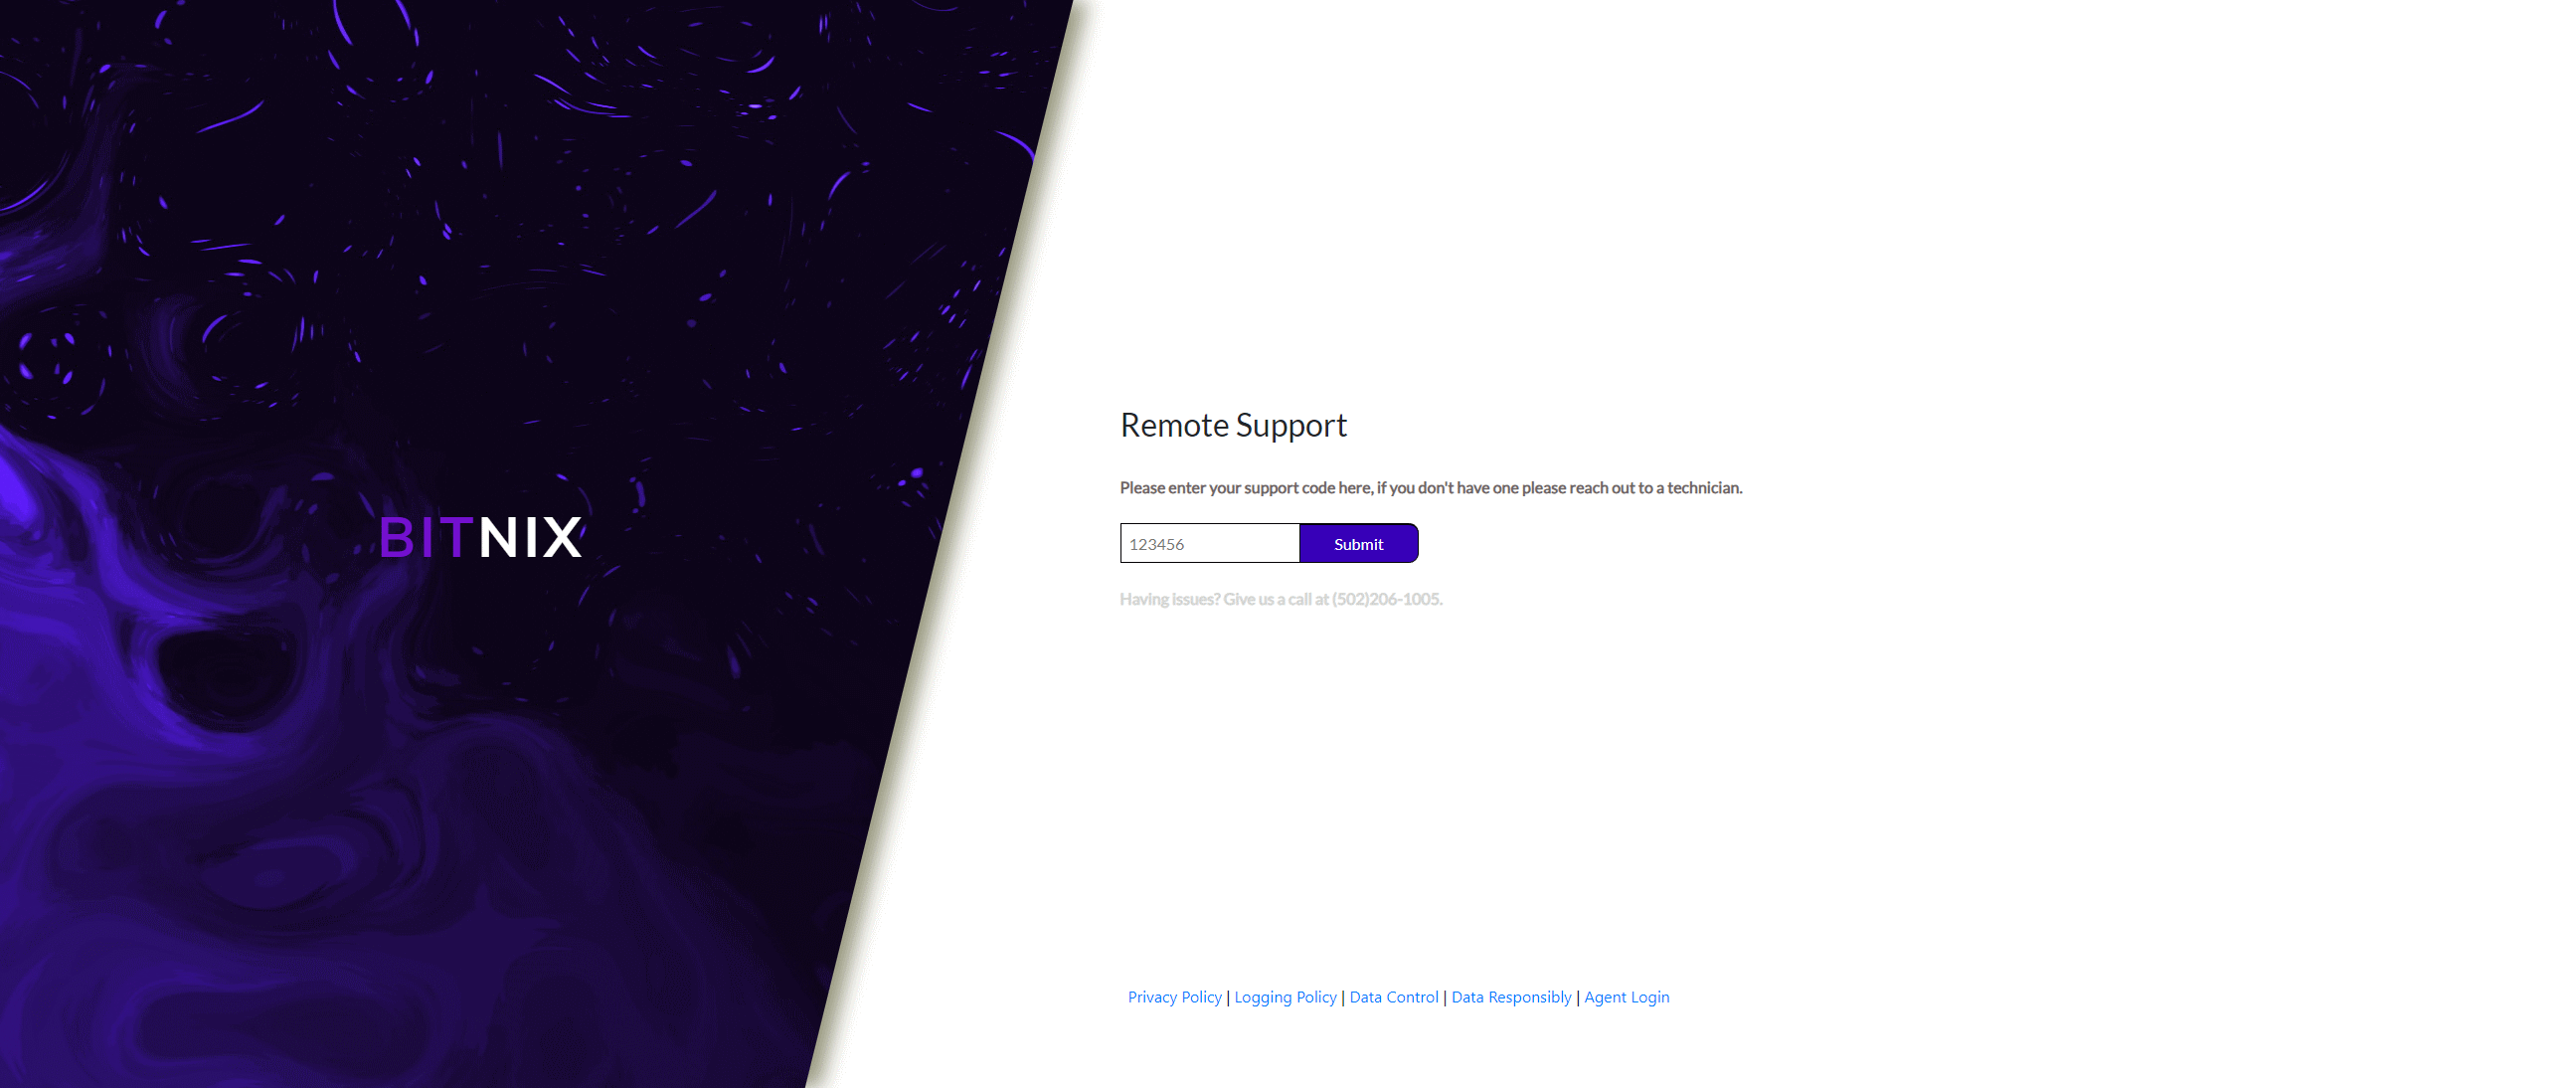 BITNIX
Remote Support
Please enter your support code here, if you don't have one please reach out to a technician.
123456
Submit
Having issues? Give us a call at (502)206-1005.
Privacy Policy | Logging Policy | Data Control | Data Responsibly | Agent Login